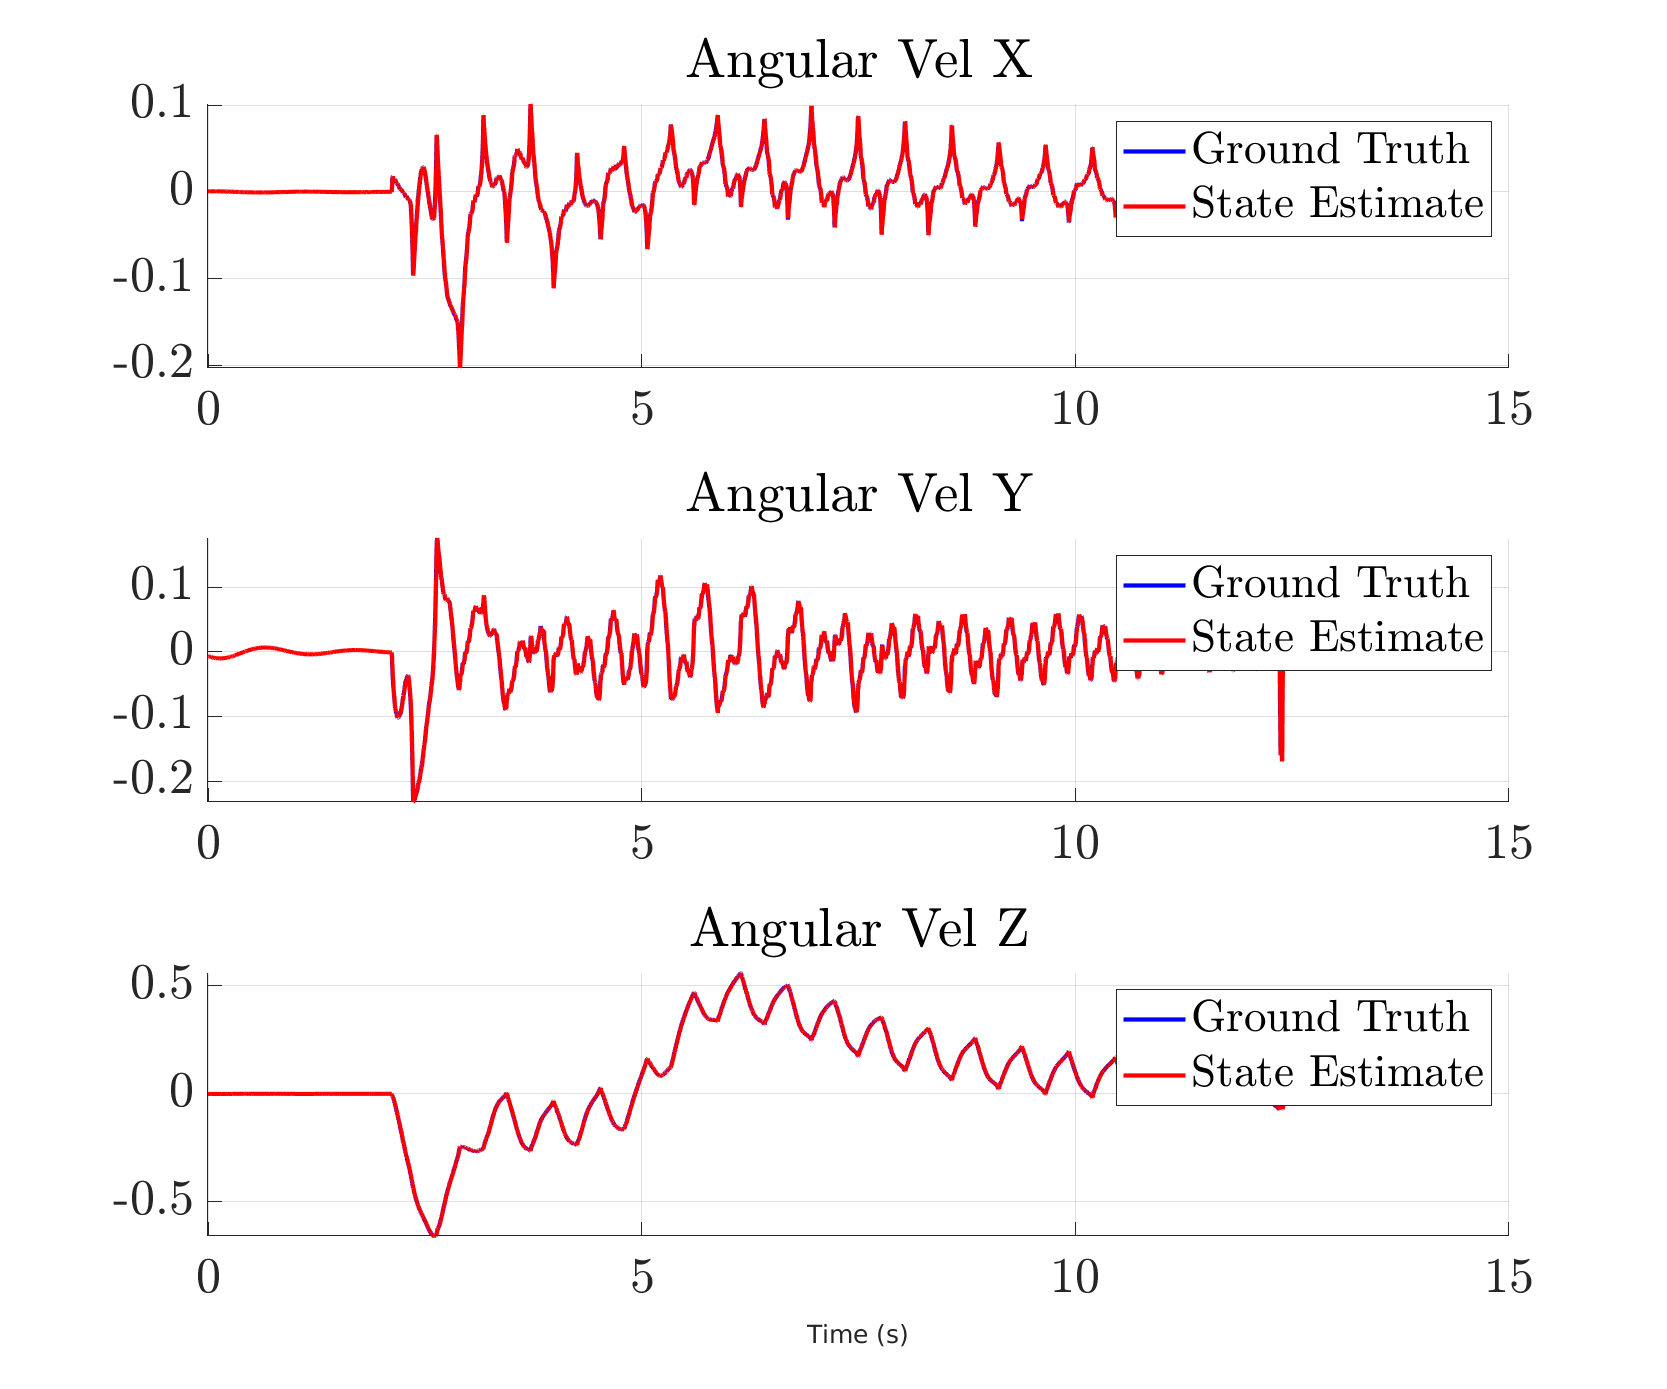 Angular Vel X
0.1
0
-0.1
-0.2
Ground Truth
State Estimate
0 5 10 15
Angular Vel Y
0.1
0
-0.1
-0.2
Ground Truth
State Estimate
0 5 10 15
Angular Vel Z
0.5
0
-0.5
Ground Truth
State Estimate
0 5 10 15
Time (s)